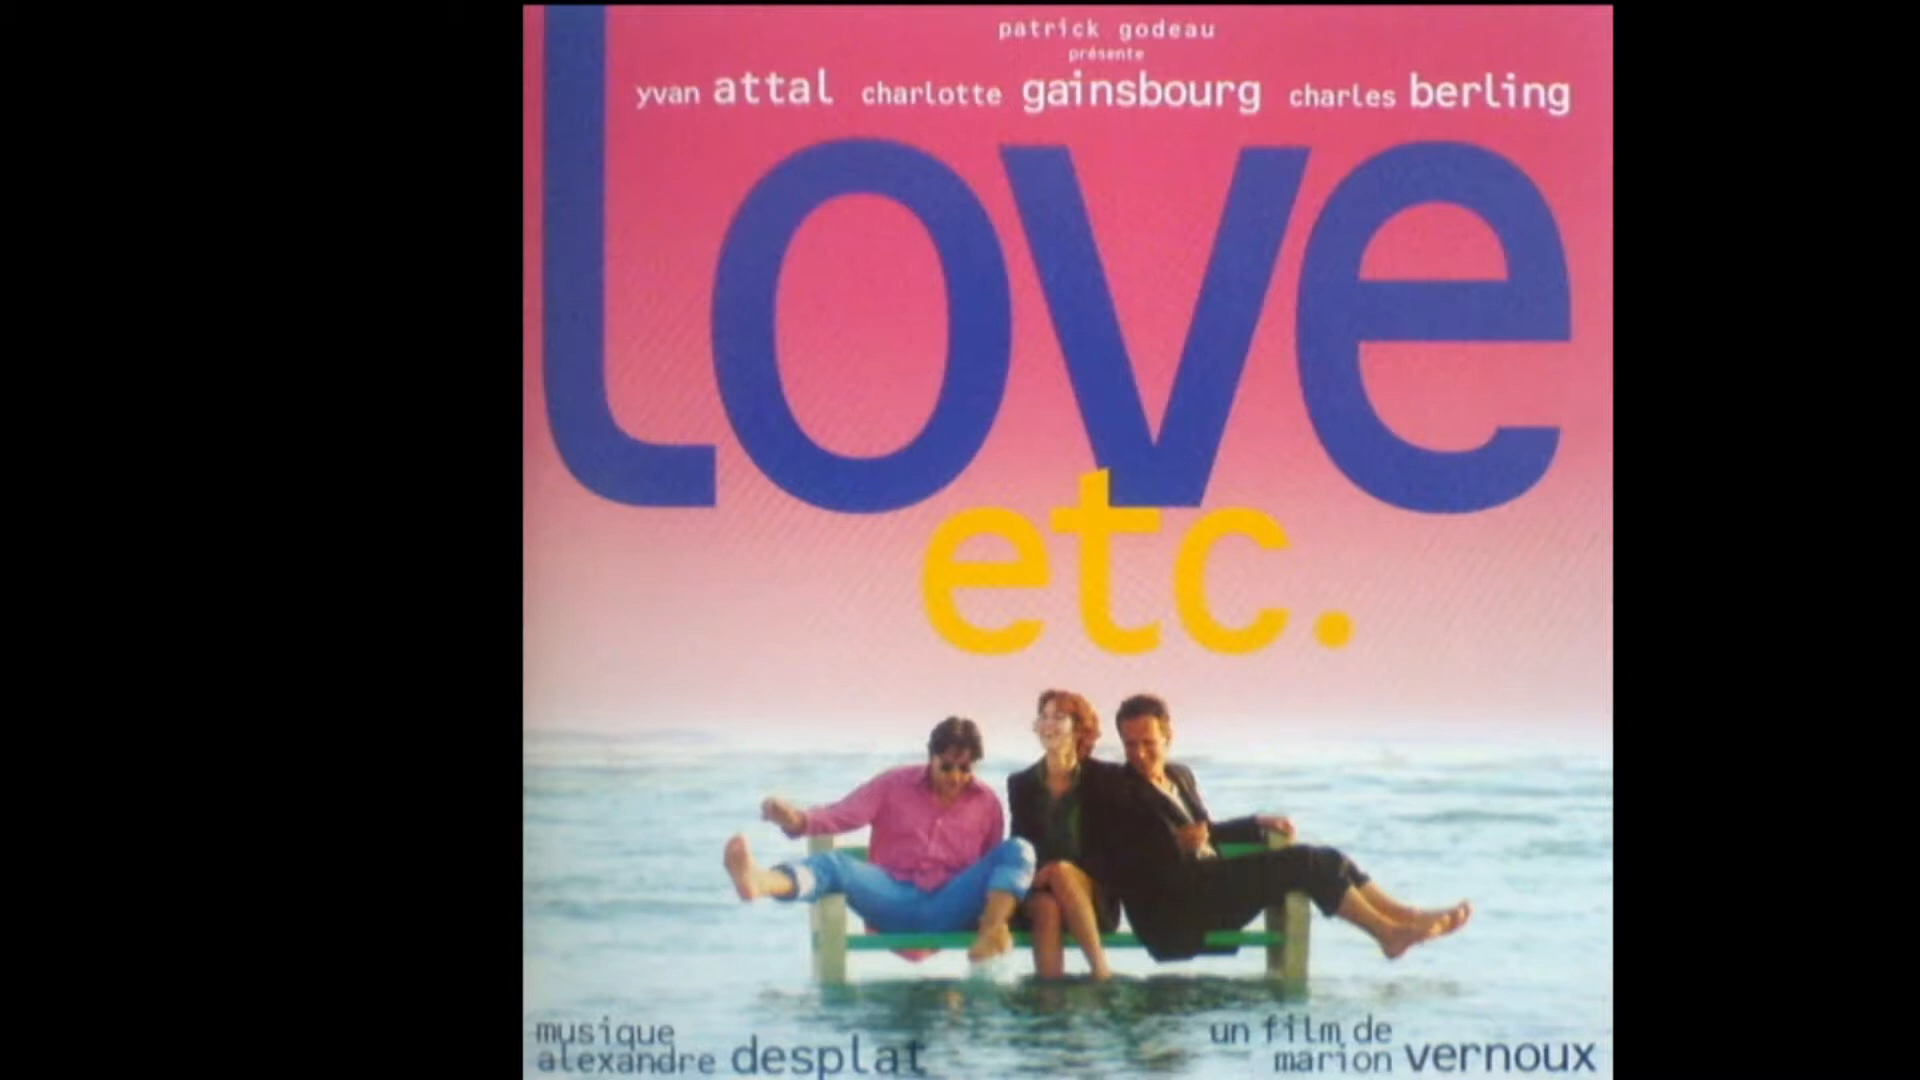 patrick godeau
présente
yvan attal charlotte gainsbourg charles berling
love
etc.
musique
alexandre desplat
un film de
marion vernoux